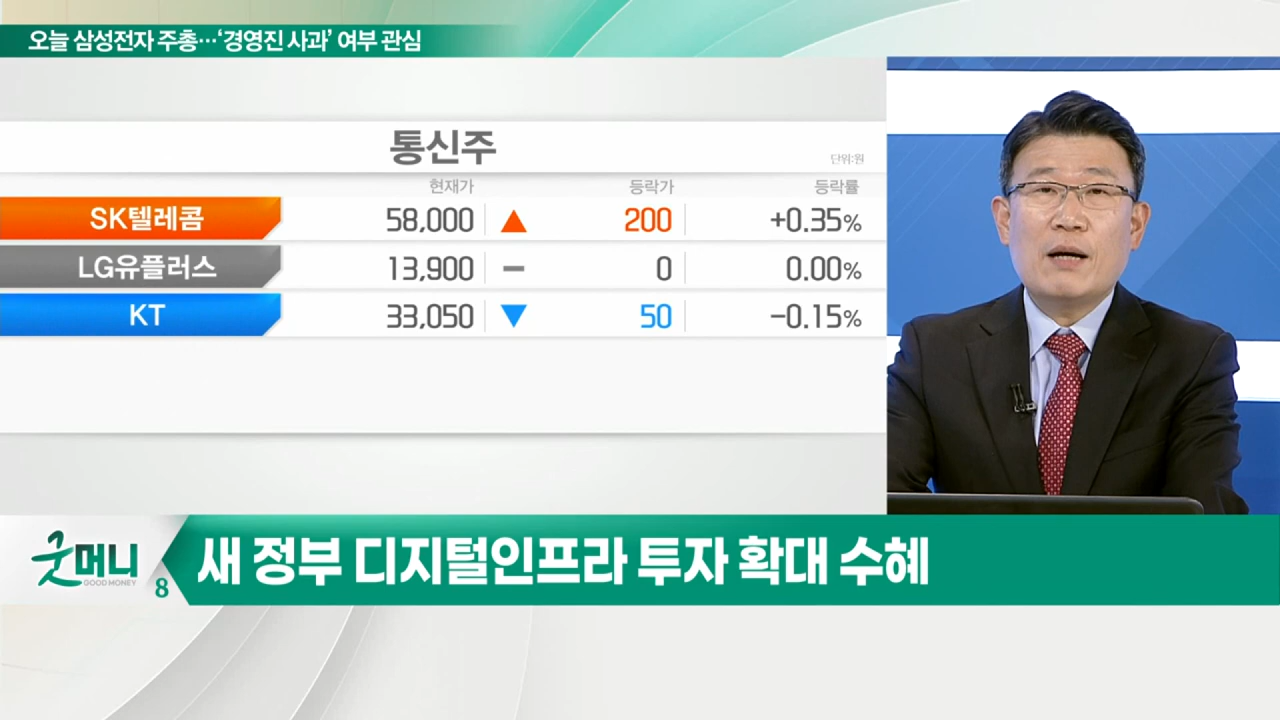 오늘 삼성전자 주총…‘경영진 사과’ 여부 관심
통신주
단위:원
현재가 등락가 등락률
SK텔레콤 58,000 ▲ 200 +0.35%
LG유플러스 13,900 － 0 0.00%
KT 33,050 ▼ 50 -0.15%
굿머니 GOOD MONEY 8
새 정부 디지털인프라 투자 확대 수혜